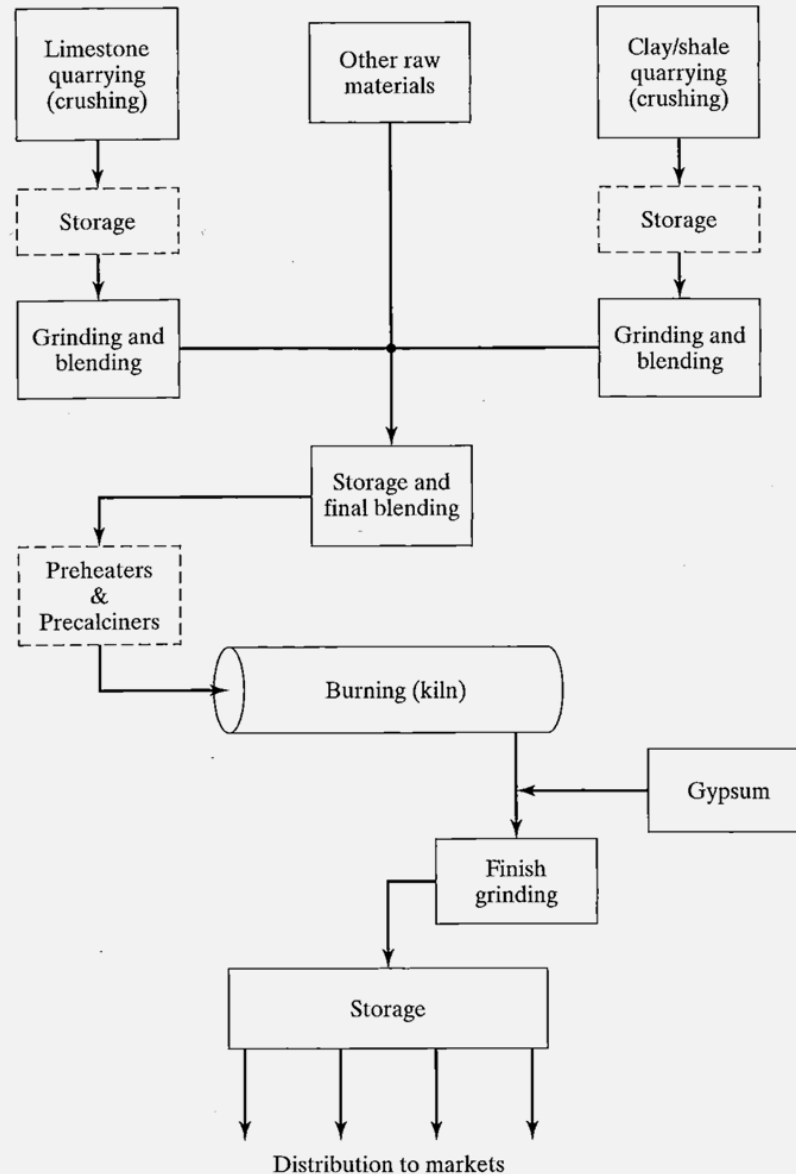 Limestone
quarrying
(crushing)
Other raw
materials
Clay/shale
quarrying
(crushing)
Storage
Storage
Grinding and
blending
Grinding and
blending
Storage and
final blending
Preheaters
&
Precalciners
Burning (kiln)
Gypsum
Finish
grinding
Storage
Distribution to markets